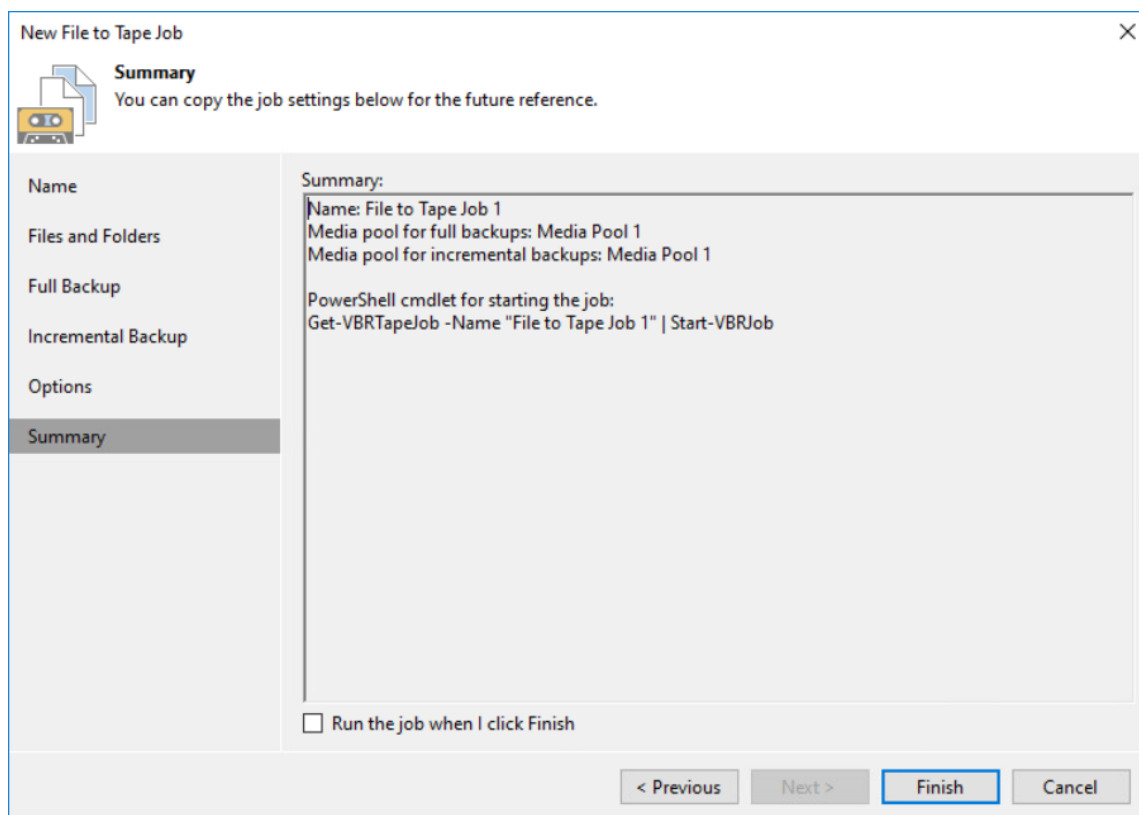 New File to Tape Job
Summary
You can copy the job settings below for the future reference.
Name
Files and Folders
Full Backup
Incremental Backup
Options
Summary
Summary:
Name: File to Tape Job 1
Media pool for full backups: Media Pool 1
Media pool for incremental backups: Media Pool 1
PowerShell cmdlet for starting the job:
Get-VBRTapeJob -Name "File to Tape Job 1" | Start-VBRJob
Run the job when I click Finish
< Previous
Next >
Finish
Cancel